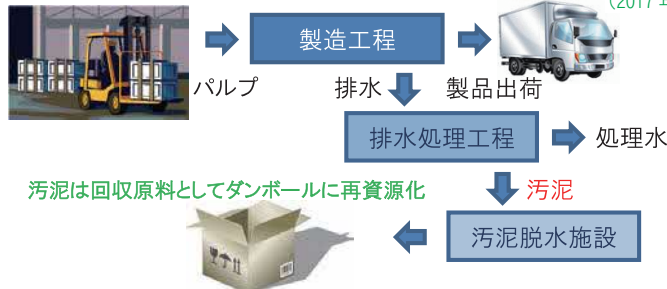 （2017
製造工程
パルプ
排水
製品出荷
排水処理工程
処理水
汚泥は回収原料としてダンボールに再資源化
汚泥
汚泥脱水施設